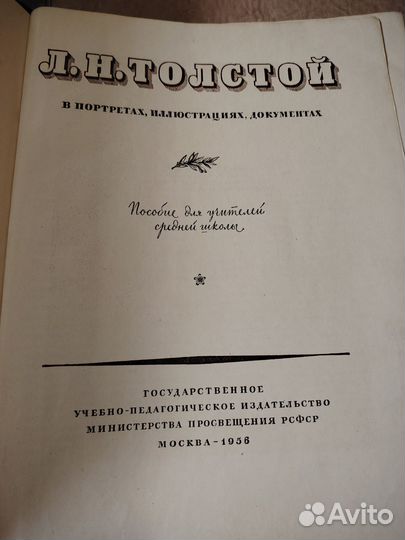 Л.Н.ТОЛСТОЙ
В ПОРТРЕТАХ, ИЛЛЮСТРАЦИЯХ, ДОКУМЕНТАХ
Пособие для учителей
средней школы
ГОСУДАРСТВЕННОЕ
УЧЕБНО-ПЕДАГОГИЧЕСКОЕ ИЗДАТЕЛЬСТВО
МИНИСТЕРСТВА ПРОСВЕЩЕНИЯ РСФСР
МОСКВА-1956
Avito